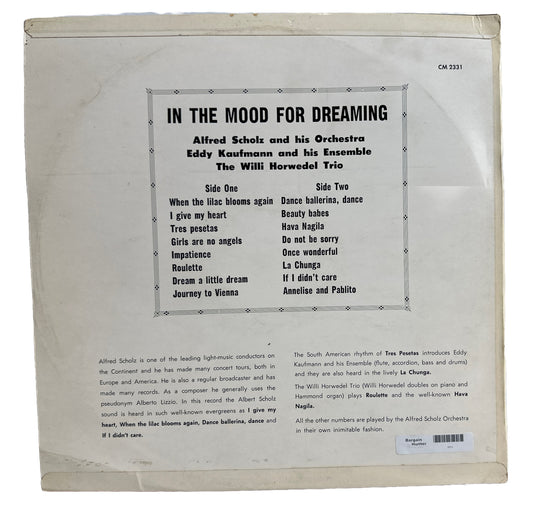 CM 2331
IN THE MOOD FOR DREAMING
Alfred Scholz and his Orchestra
Eddy Kaufmann and his Ensemble
The Willi Horwedel Trio
Side One
When the lilac blooms again
I give my heart
Tres pesetas
Girls are no angels
Impatience
Roulette
Dream a little dream
Journey to Vienna
Side Two
Dance ballerina, dance
Beauty babes
Hava Nagila
Do not be sorry
Once wonderful
La Chunga
If I didn't care
Annelise and Pablito
Alfred Scholz is one of the leading light-music conductors on
the Continent and he has made many concert tours, both in
Europe and America. He is also a regular broadcaster and has
made many records. As a composer he generally uses the
pseudonym Alberto Lizzio. In this record the Albert Scholz
sound is heard in such well-known evergreens as I give my
heart, When the lilac blooms again, Dance ballerina, dance and
If I didn't care.
The South American rhythm of Tres Pesetas introduces Eddy
Kaufmann and his Ensemble (flute, accordion, bass and drums)
and they are also heard in the lively La Chunga.
The Willi Horwedel Trio (Willi Horwedel doubles on piano and
Hammond organ) plays Roulette and the well-known Hava
Nagila.
All the other numbers are played by the Alfred Scholz Orchestra
in their own inimitable fashion.
Bargain
Hunter